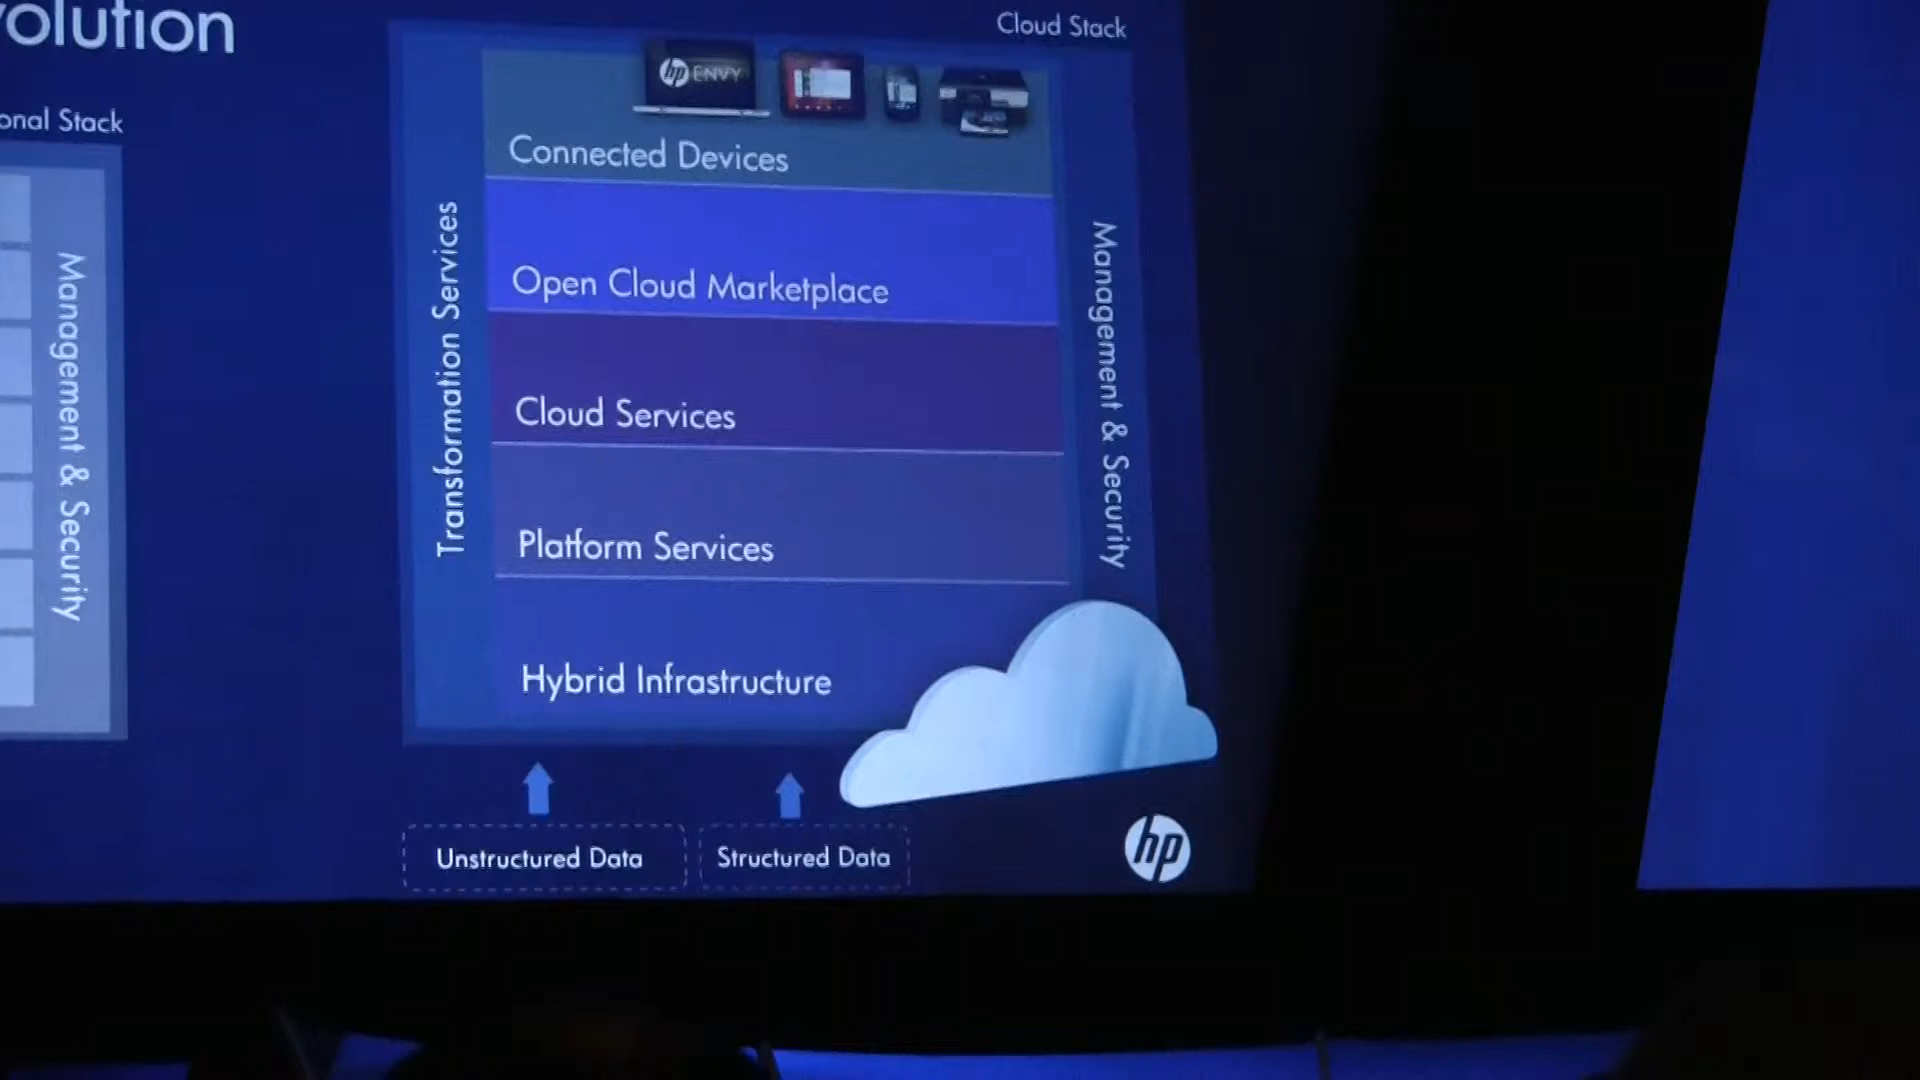 olution
Cloud Stack
onal Stack
hp ENVY
Connected Devices
Open Cloud Marketplace
Cloud Services
Platform Services
Hybrid Infrastructure
Transformation Services
Management & Security
Management & Security
Unstructured Data
Structured Data
hp